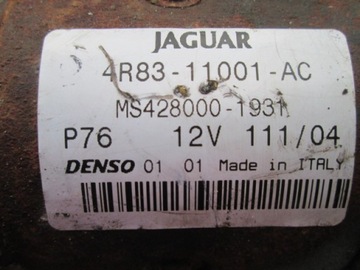 JAGUAR
4R83-11001-AC
MS428000-1931
P76 12V 111/04
DENSO 01 01 Made in ITALY